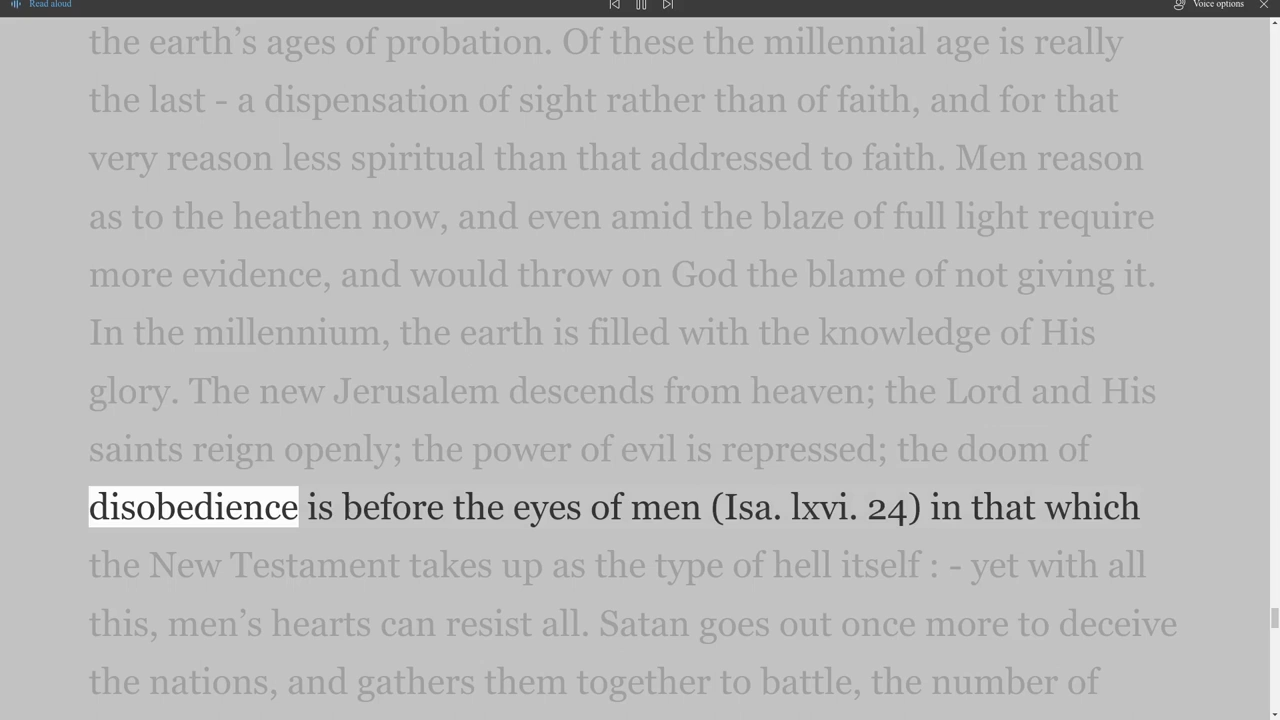 Read aloud
Voice options
the earth’s ages of probation. Of these the millennial age is really
the last - a dispensation of sight rather than of faith, and for that
very reason less spiritual than that addressed to faith. Men reason
as to the heathen now, and even amid the blaze of full light require
more evidence, and would throw on God the blame of not giving it.
In the millennium, the earth is filled with the knowledge of His
glory. The new Jerusalem descends from heaven; the Lord and His
saints reign openly; the power of evil is repressed; the doom of
disobedience is before the eyes of men (Isa. lxvi. 24) in that which
the New Testament takes up as the type of hell itself : - yet with all
this, men’s hearts can resist all. Satan goes out once more to deceive
the nations, and gathers them together to battle, the number of